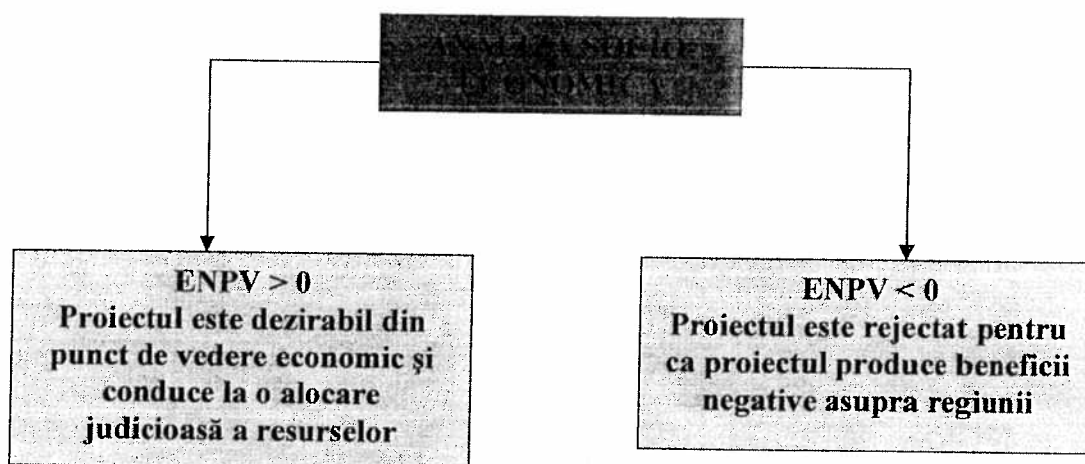 ENPV > 0
Proiectul este dezirabil din
punct de vedere economic şi
conduce la o alocare
judicioasă a resurselor
ENPV < 0
Proiectul este rejectat pentru
ca proiectul produce beneficii
negative asupra regiunii